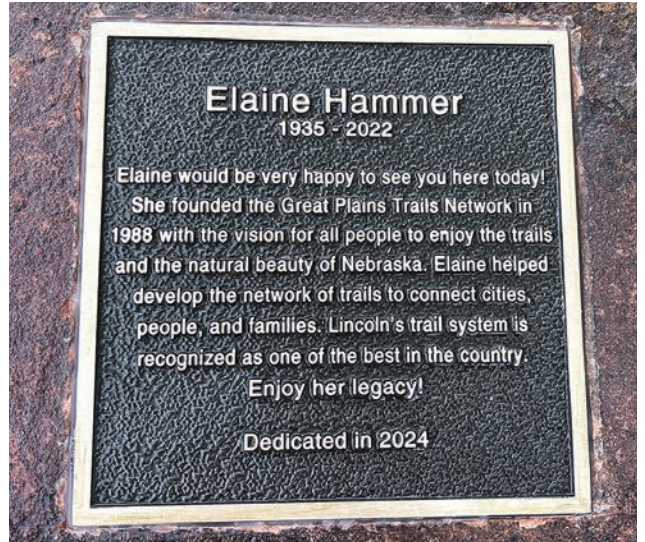 Elaine Hammer
1935 - 2022
Elaine would be very happy to see you here today!
She founded the Great Plains Trails Network in
1988 with the vision for all people to enjoy the trails
and the natural beauty of Nebraska. Elaine helped
develop the network of trails to connect cities,
people, and families. Lincoln's trail system is
recognized as one of the best in the country.
Enjoy her legacy!
Dedicated in 2024